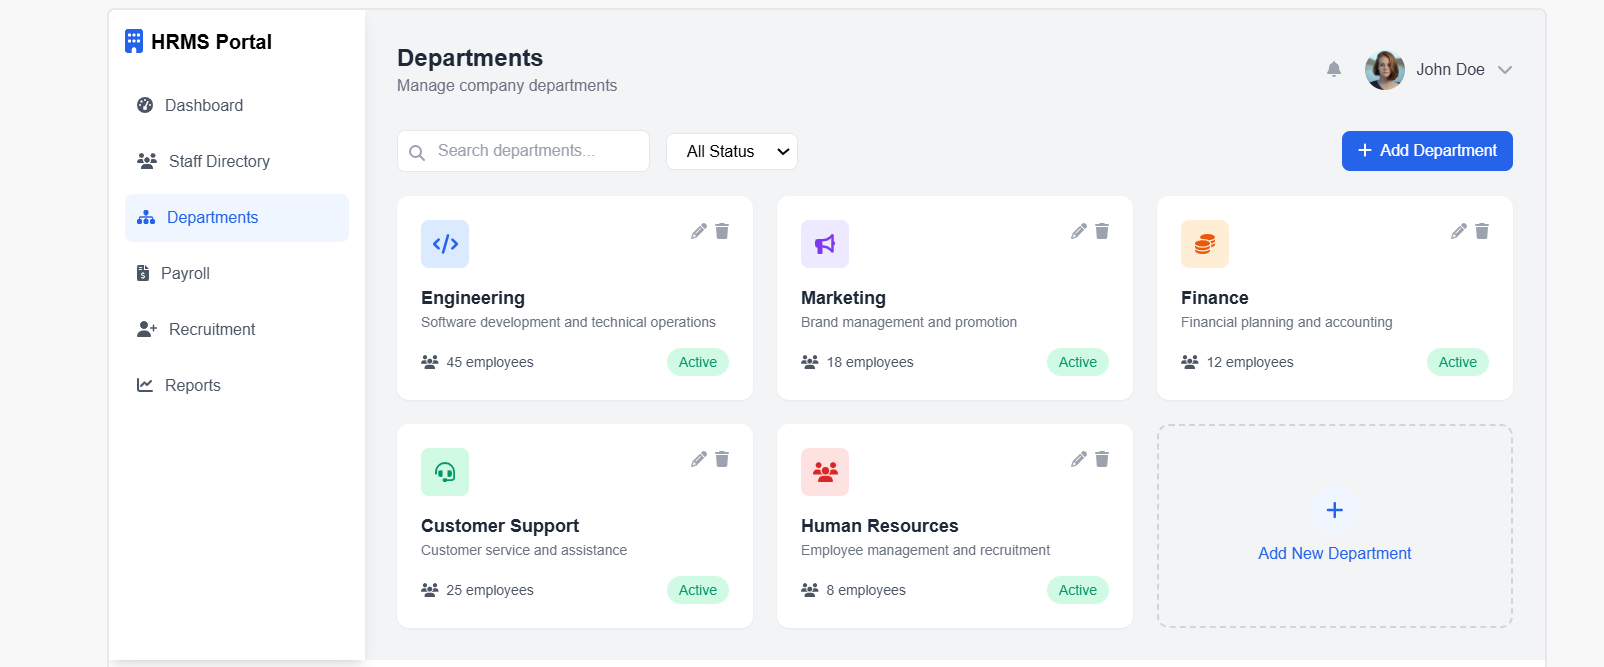 HRMS Portal
Dashboard
Staff Directory
Departments
Payroll
Recruitment
Reports
Departments
Manage company departments
John Doe
Search departments...
All Status
Add Department
Engineering
Software development and technical operations
45 employees
Active
Marketing
Brand management and promotion
18 employees
Active
Finance
Financial planning and accounting
12 employees
Active
Customer Support
Customer service and assistance
25 employees
Active
Human Resources
Employee management and recruitment
8 employees
Active
Add New Department